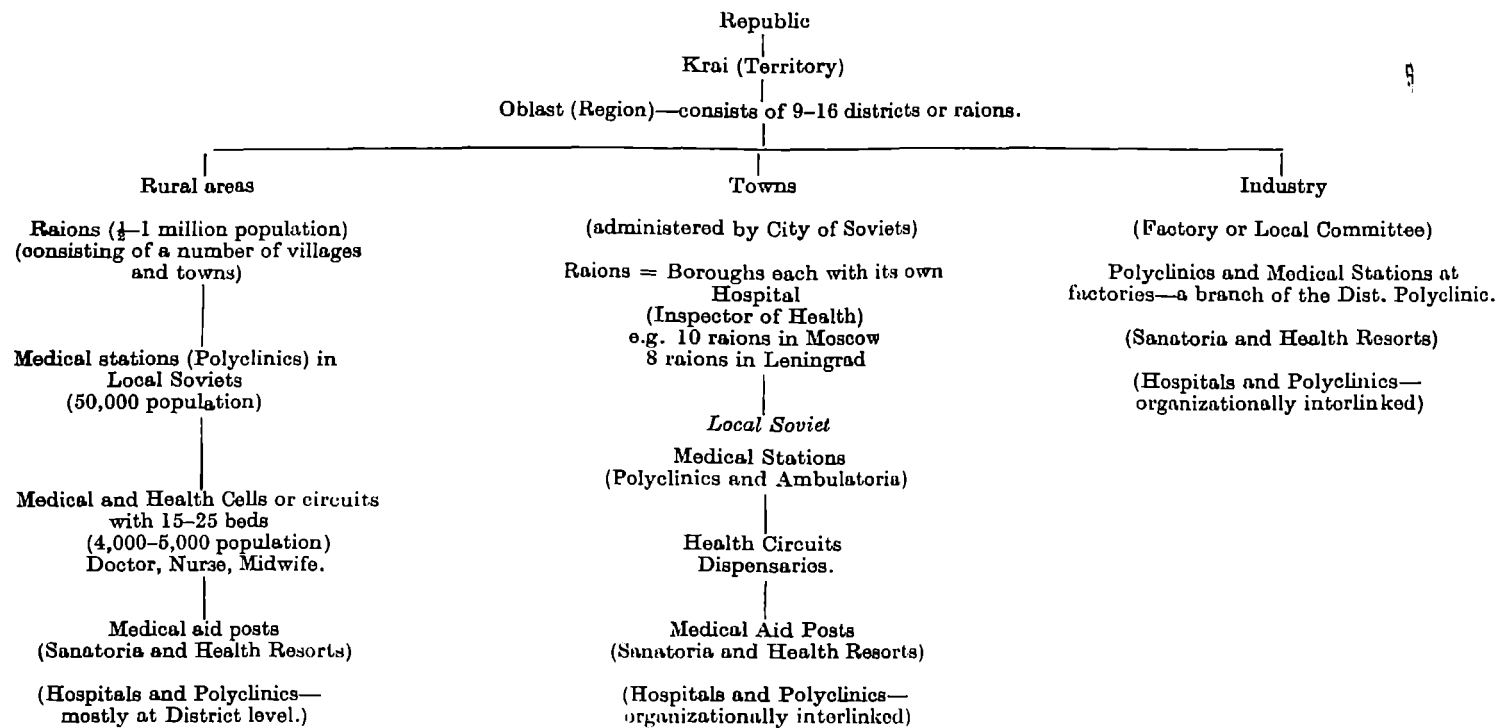 Republic
Krai (Territory)
Oblast (Region)—consists of 9–16 districts or raions.
Rural areas
Raions (½–1 million population)
(consisting of a number of villages
and towns)
Medical stations (Polyclinics) in
Local Soviets
(50,000 population)
Medical and Health Cells or circuits
with 15–25 beds
(4,000–5,000 population)
Doctor, Nurse, Midwife.
Medical aid posts
(Sanatoria and Health Resorts)
(Hospitals and Polyclinics—
mostly at District level.)
Towns
(administered by City of Soviets)
Raions = Boroughs each with its own
Hospital
(Inspector of Health)
e.g. 10 raions in Moscow
8 raions in Leningrad
Local Soviet
Medical Stations
(Polyclinics and Ambulatoria)
Health Circuits
Dispensaries.
Medical Aid Posts
(Sanatoria and Health Resorts)
(Hospitals and Polyclinics—
organizationally interlinked)
Industry
(Factory or Local Committee)
Polyclinics and Medical Stations at
factories—a branch of the Dist. Polyclinic.
(Sanatoria and Health Resorts)
(Hospitals and Polyclinics—
organizationally interlinked)